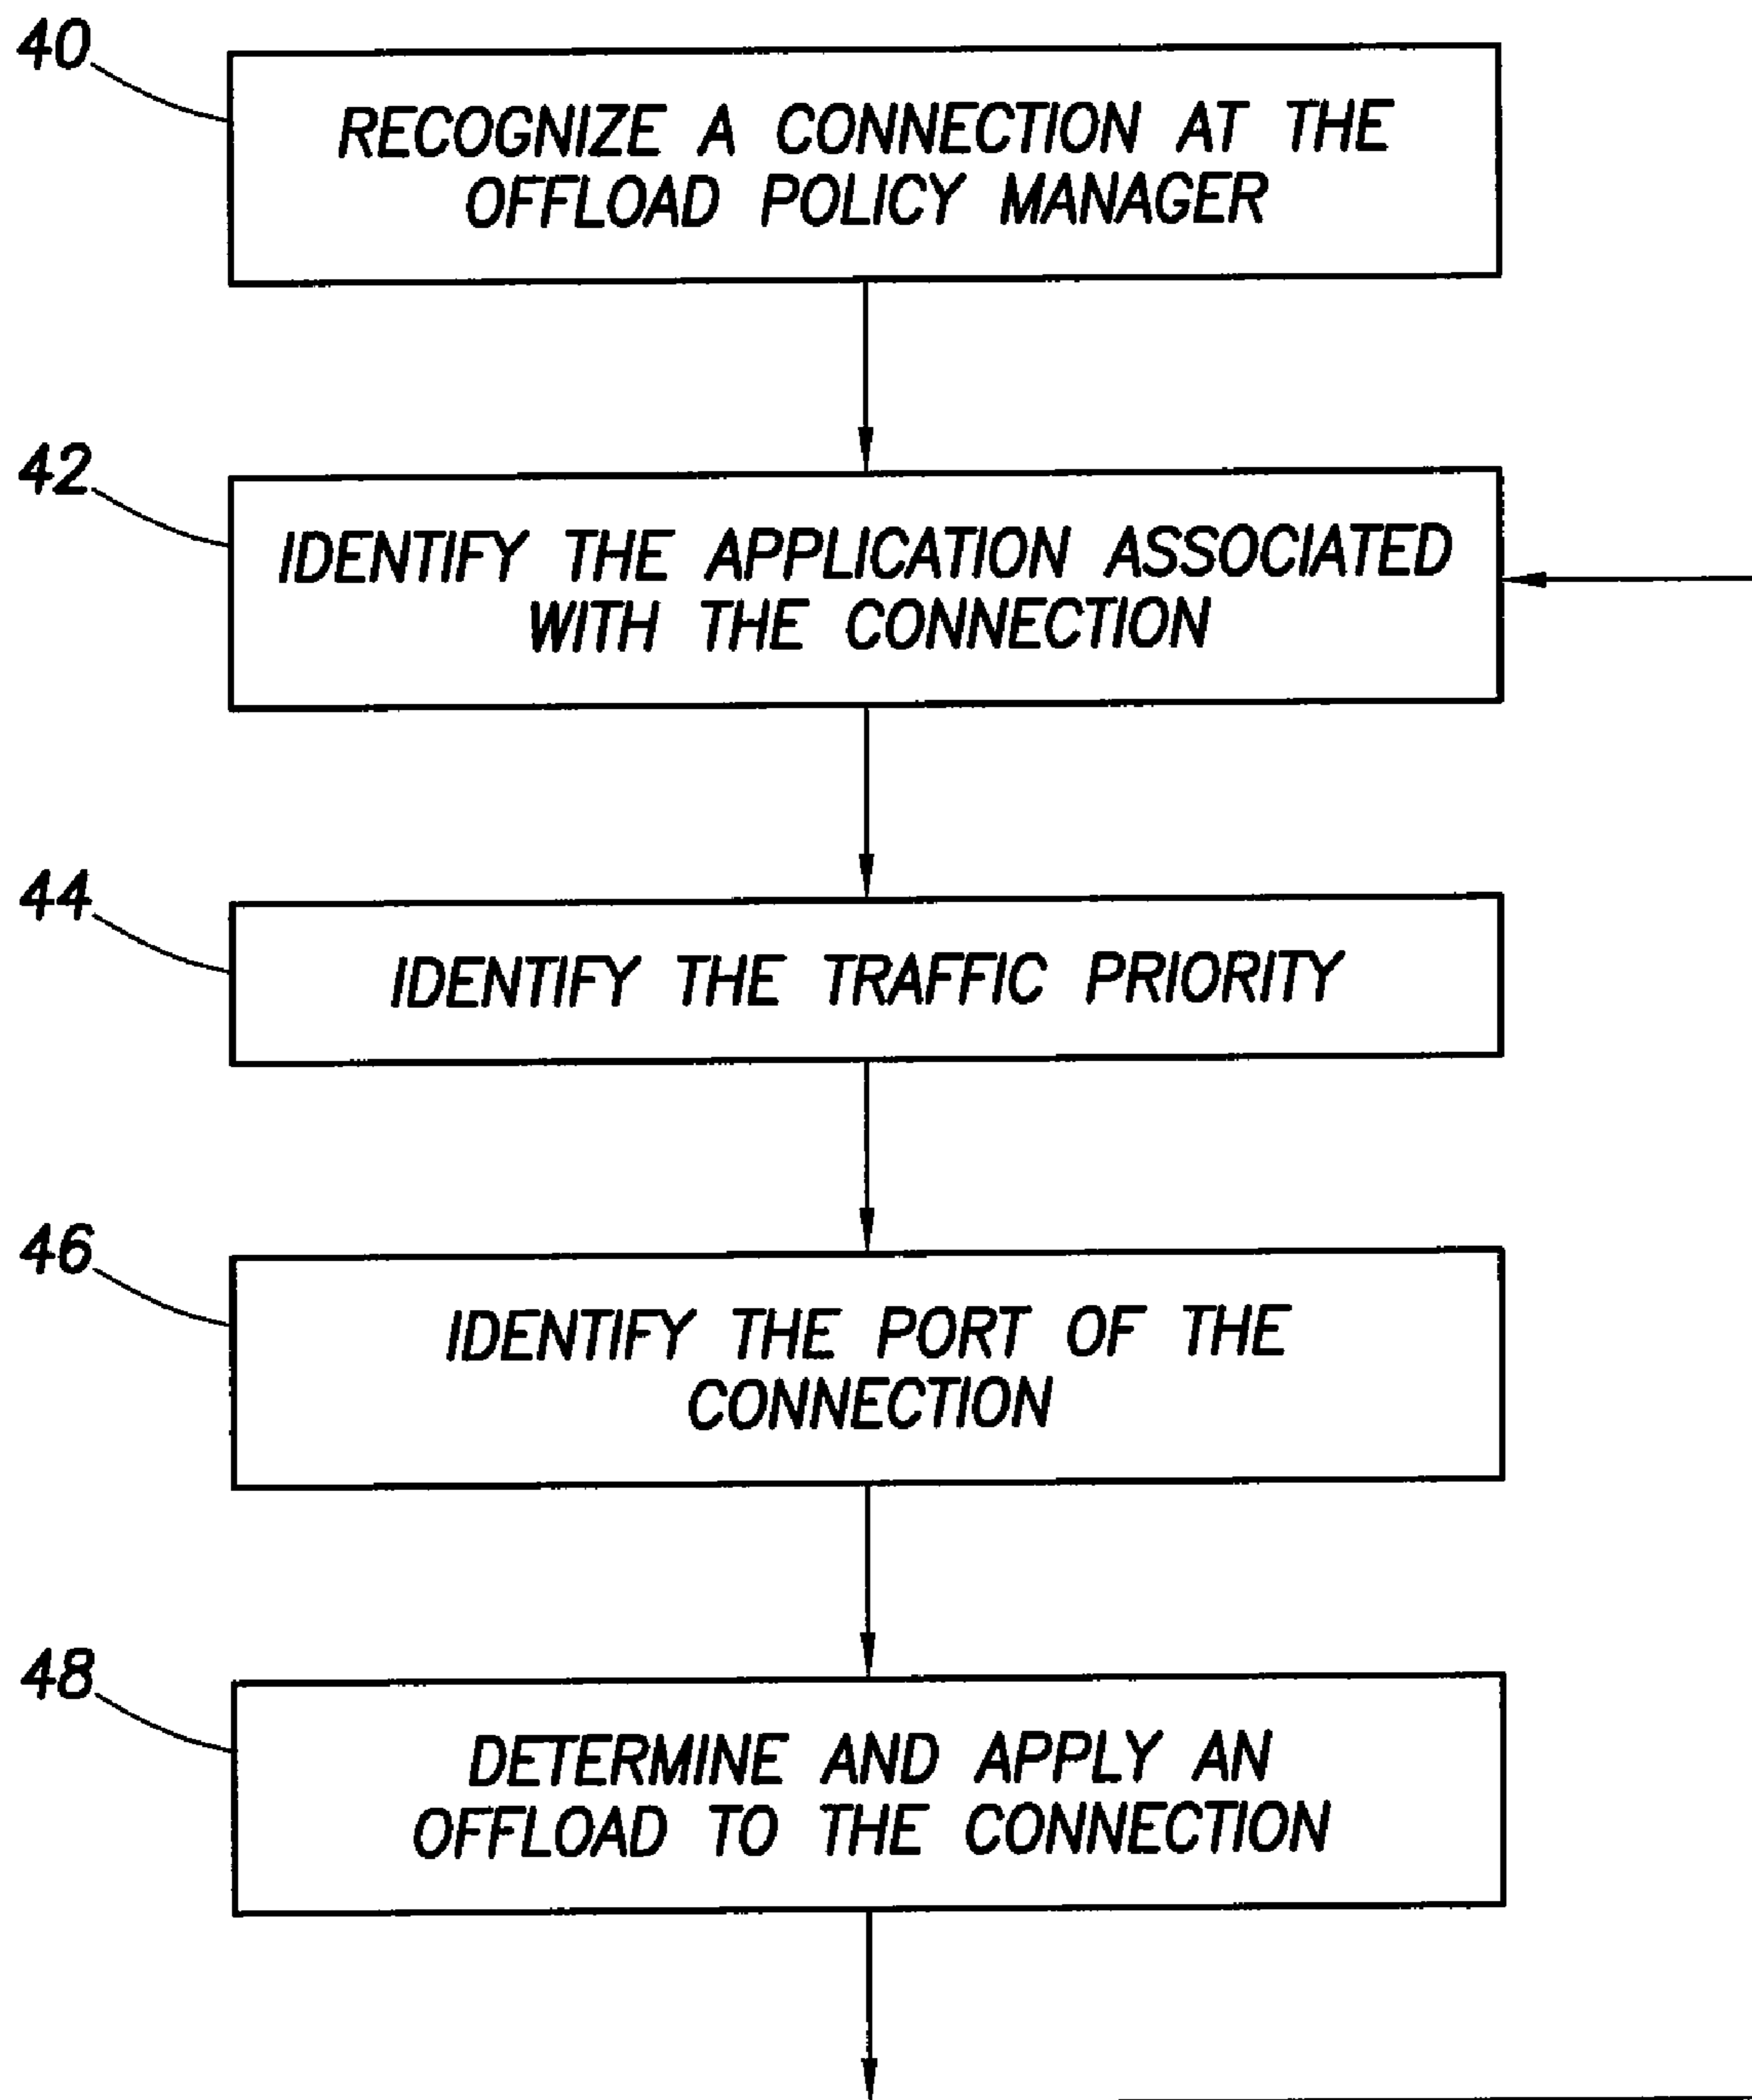 40
RECOGNIZE A CONNECTION AT THE
OFFLOAD POLICY MANAGER
42
IDENTIFY THE APPLICATION ASSOCIATED
WITH THE CONNECTION
44
IDENTIFY THE TRAFFIC PRIORITY
46
IDENTIFY THE PORT OF THE
CONNECTION
48
DETERMINE AND APPLY AN
OFFLOAD TO THE CONNECTION